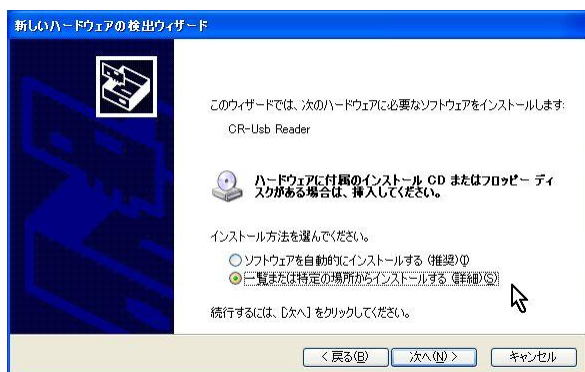 新しいハードウェアの検出ウィザード
このウィザードでは、次のハードウェアに必要なソフトウェアをインストールします:
CR-Usb Reader
ハードウェアに付属のインストール CD またはフロッピー ディ
スクがある場合は、挿入してください。
インストール方法を選んでください。
ソフトウェアを自動的にインストールする (推奨)(I)
一覧または特定の場所からインストールする (詳細)(S)
続行するには、[次へ] をクリックしてください。
< 戻る(B) 次へ(N) > キャンセル